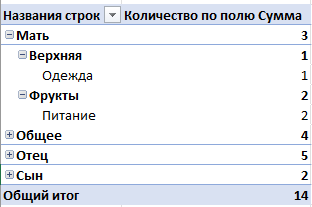 Названия строк Количество по полю Сумма
Мать 3
Верхняя 1
Одежда 1
Фрукты 2
Питание 2
Общее 4
Отец 5
Сын 2
Общий итог 14